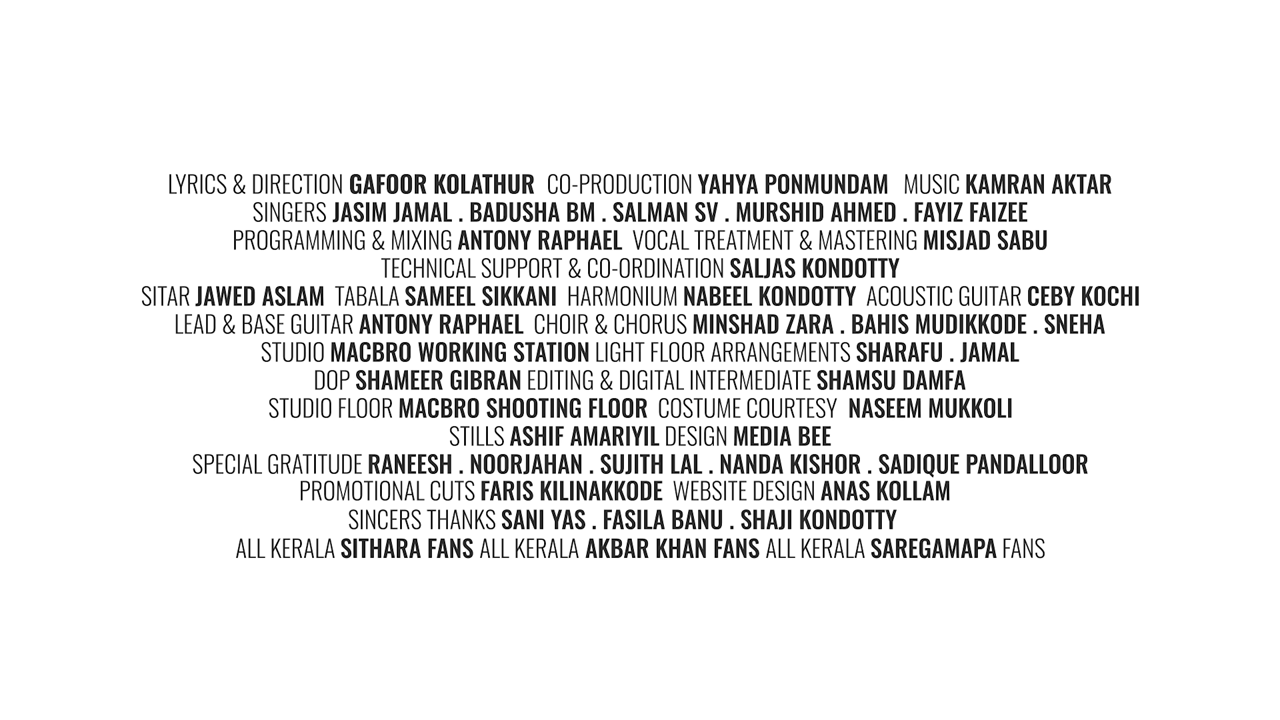 LYRICS & DIRECTION GAFOOR KOLATHUR CO-PRODUCTION YAHYA PONMUNDAM MUSIC KAMRAN AKTAR
SINGERS JASIM JAMAL . BADUSHA BM . SALMAN SV . MURSHID AHMED . FAYIZ FAIZEE
PROGRAMMING & MIXING ANTONY RAPHAEL VOCAL TREATMENT & MASTERING MISJAD SABU
TECHNICAL SUPPORT & CO-ORDINATION SALJAS KONDOTTY
SITAR JAWED ASLAM TABALA SAMEEL SIKKANI HARMONIUM NABEEL KONDOTTY ACOUSTIC GUITAR CEBY KOCHI
LEAD & BASE GUITAR ANTONY RAPHAEL CHOIR & CHORUS MINSHAD ZARA . BAHIS MUDIKKODE . SNEHA
STUDIO MACBRO WORKING STATION LIGHT FLOOR ARRANGEMENTS SHARAFU . JAMAL
DOP SHAMEER GIBRAN EDITING & DIGITAL INTERMEDIATE SHAMSU DAMFA
STUDIO FLOOR MACBRO SHOOTING FLOOR COSTUME COURTESY NASEEM MUKKOLI
STILLS ASHIF AMARIYIL DESIGN MEDIA BEE
SPECIAL GRATITUDE RANEESH . NOORJAHAN . SUJITH LAL . NANDA KISHOR . SADIQUE PANDALLOOR
PROMOTIONAL CUTS FARIS KILINAKKODE WEBSITE DESIGN ANAS KOLLAM
SINCERS THANKS SANI YAS . FASILA BANU . SHAJI KONDOTTY
ALL KERALA SITHARA FANS ALL KERALA AKBAR KHAN FANS ALL KERALA SAREGAMAPA FANS